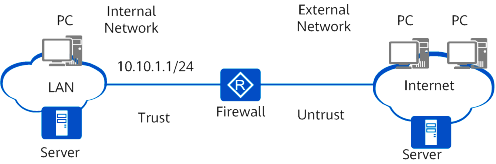 PC
Internal
Network
External
Network
PC
PC
10.10.1.1/24
LAN
R
Internet
Trust
Firewall
Untrust
Server
Server